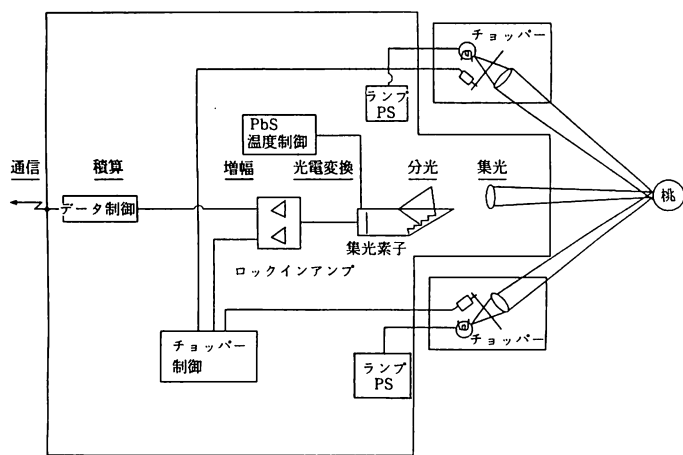 チョッパー
ランプ
PS
PbS
温度制御
通信
積算
増幅
光電変換
分光
集光
データ制御
桃
集光素子
ロックインアンプ
チョッパー
制御
ランプ
PS
チョッパー